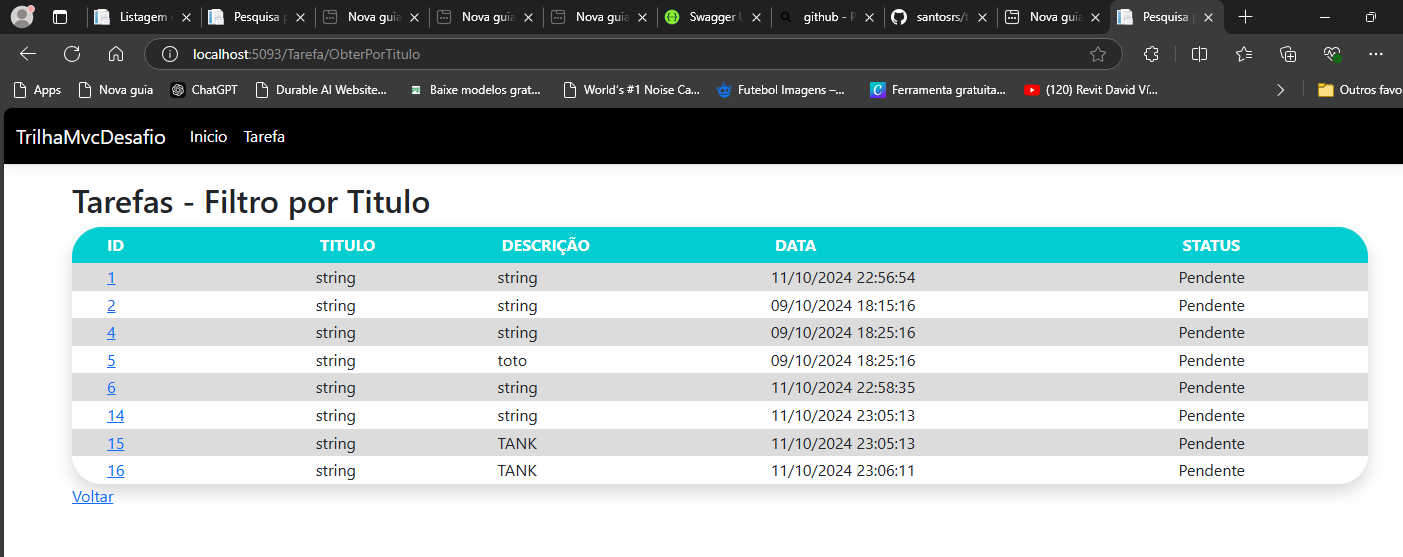 Listagem
Pesquisa p
Nova guia
Nova guia
Nova guia
Swagger U
github - P
santosrs/t
Nova guia
Pesquisa p
localhost:5093/Tarefa/ObterPorTitulo
Apps
Nova guia
ChatGPT
Durable AI Website...
Baixe modelos grat...
World's #1 Noise Ca...
Futebol Imagens –...
Ferramenta gratuita...
(120) Revit David Ví...
Outros favo
TrilhaMvcDesafio Inicio Tarefa
Tarefas - Filtro por Titulo
ID TITULO DESCRIÇÃO DATA STATUS
1 string string 11/10/2024 22:56:54 Pendente
2 string string 09/10/2024 18:15:16 Pendente
4 string string 09/10/2024 18:25:16 Pendente
5 string toto 09/10/2024 18:25:16 Pendente
6 string string 11/10/2024 22:58:35 Pendente
14 string string 11/10/2024 23:05:13 Pendente
15 string TANK 11/10/2024 23:05:13 Pendente
16 string TANK 11/10/2024 23:06:11 Pendente
Voltar